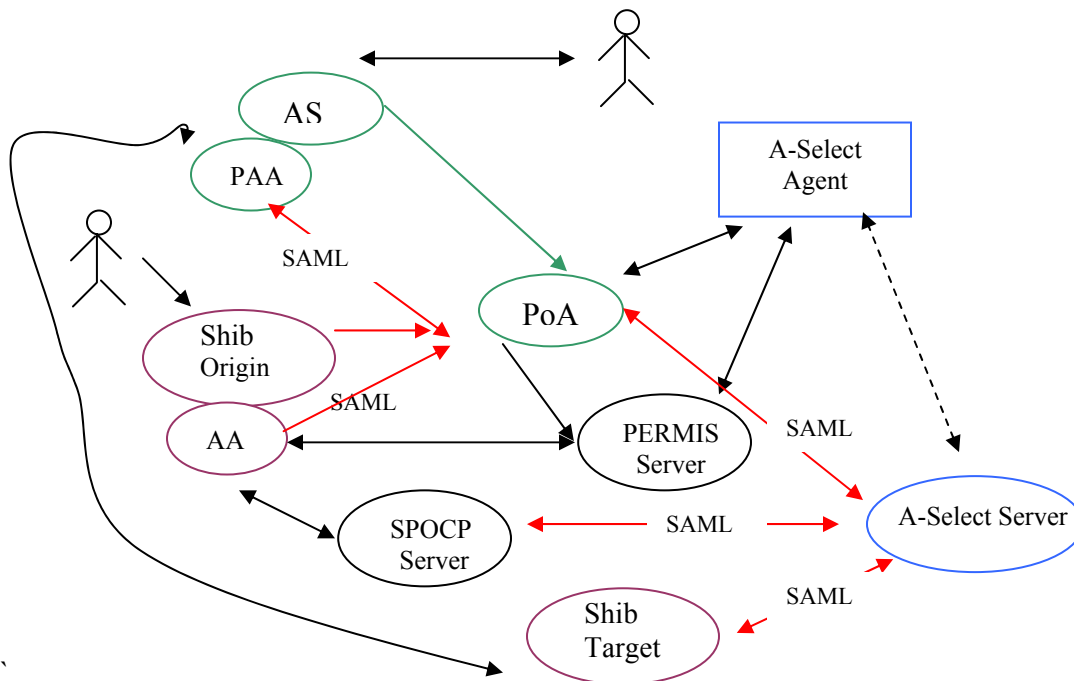 AS
A-Select
Agent
PAA
SAML
PoA
Shib
Origin
SAML
AA
PERMIS
Server
SAML
A-Select Server
SPOCP
Server
SAML
SAML
Shib
Target
`